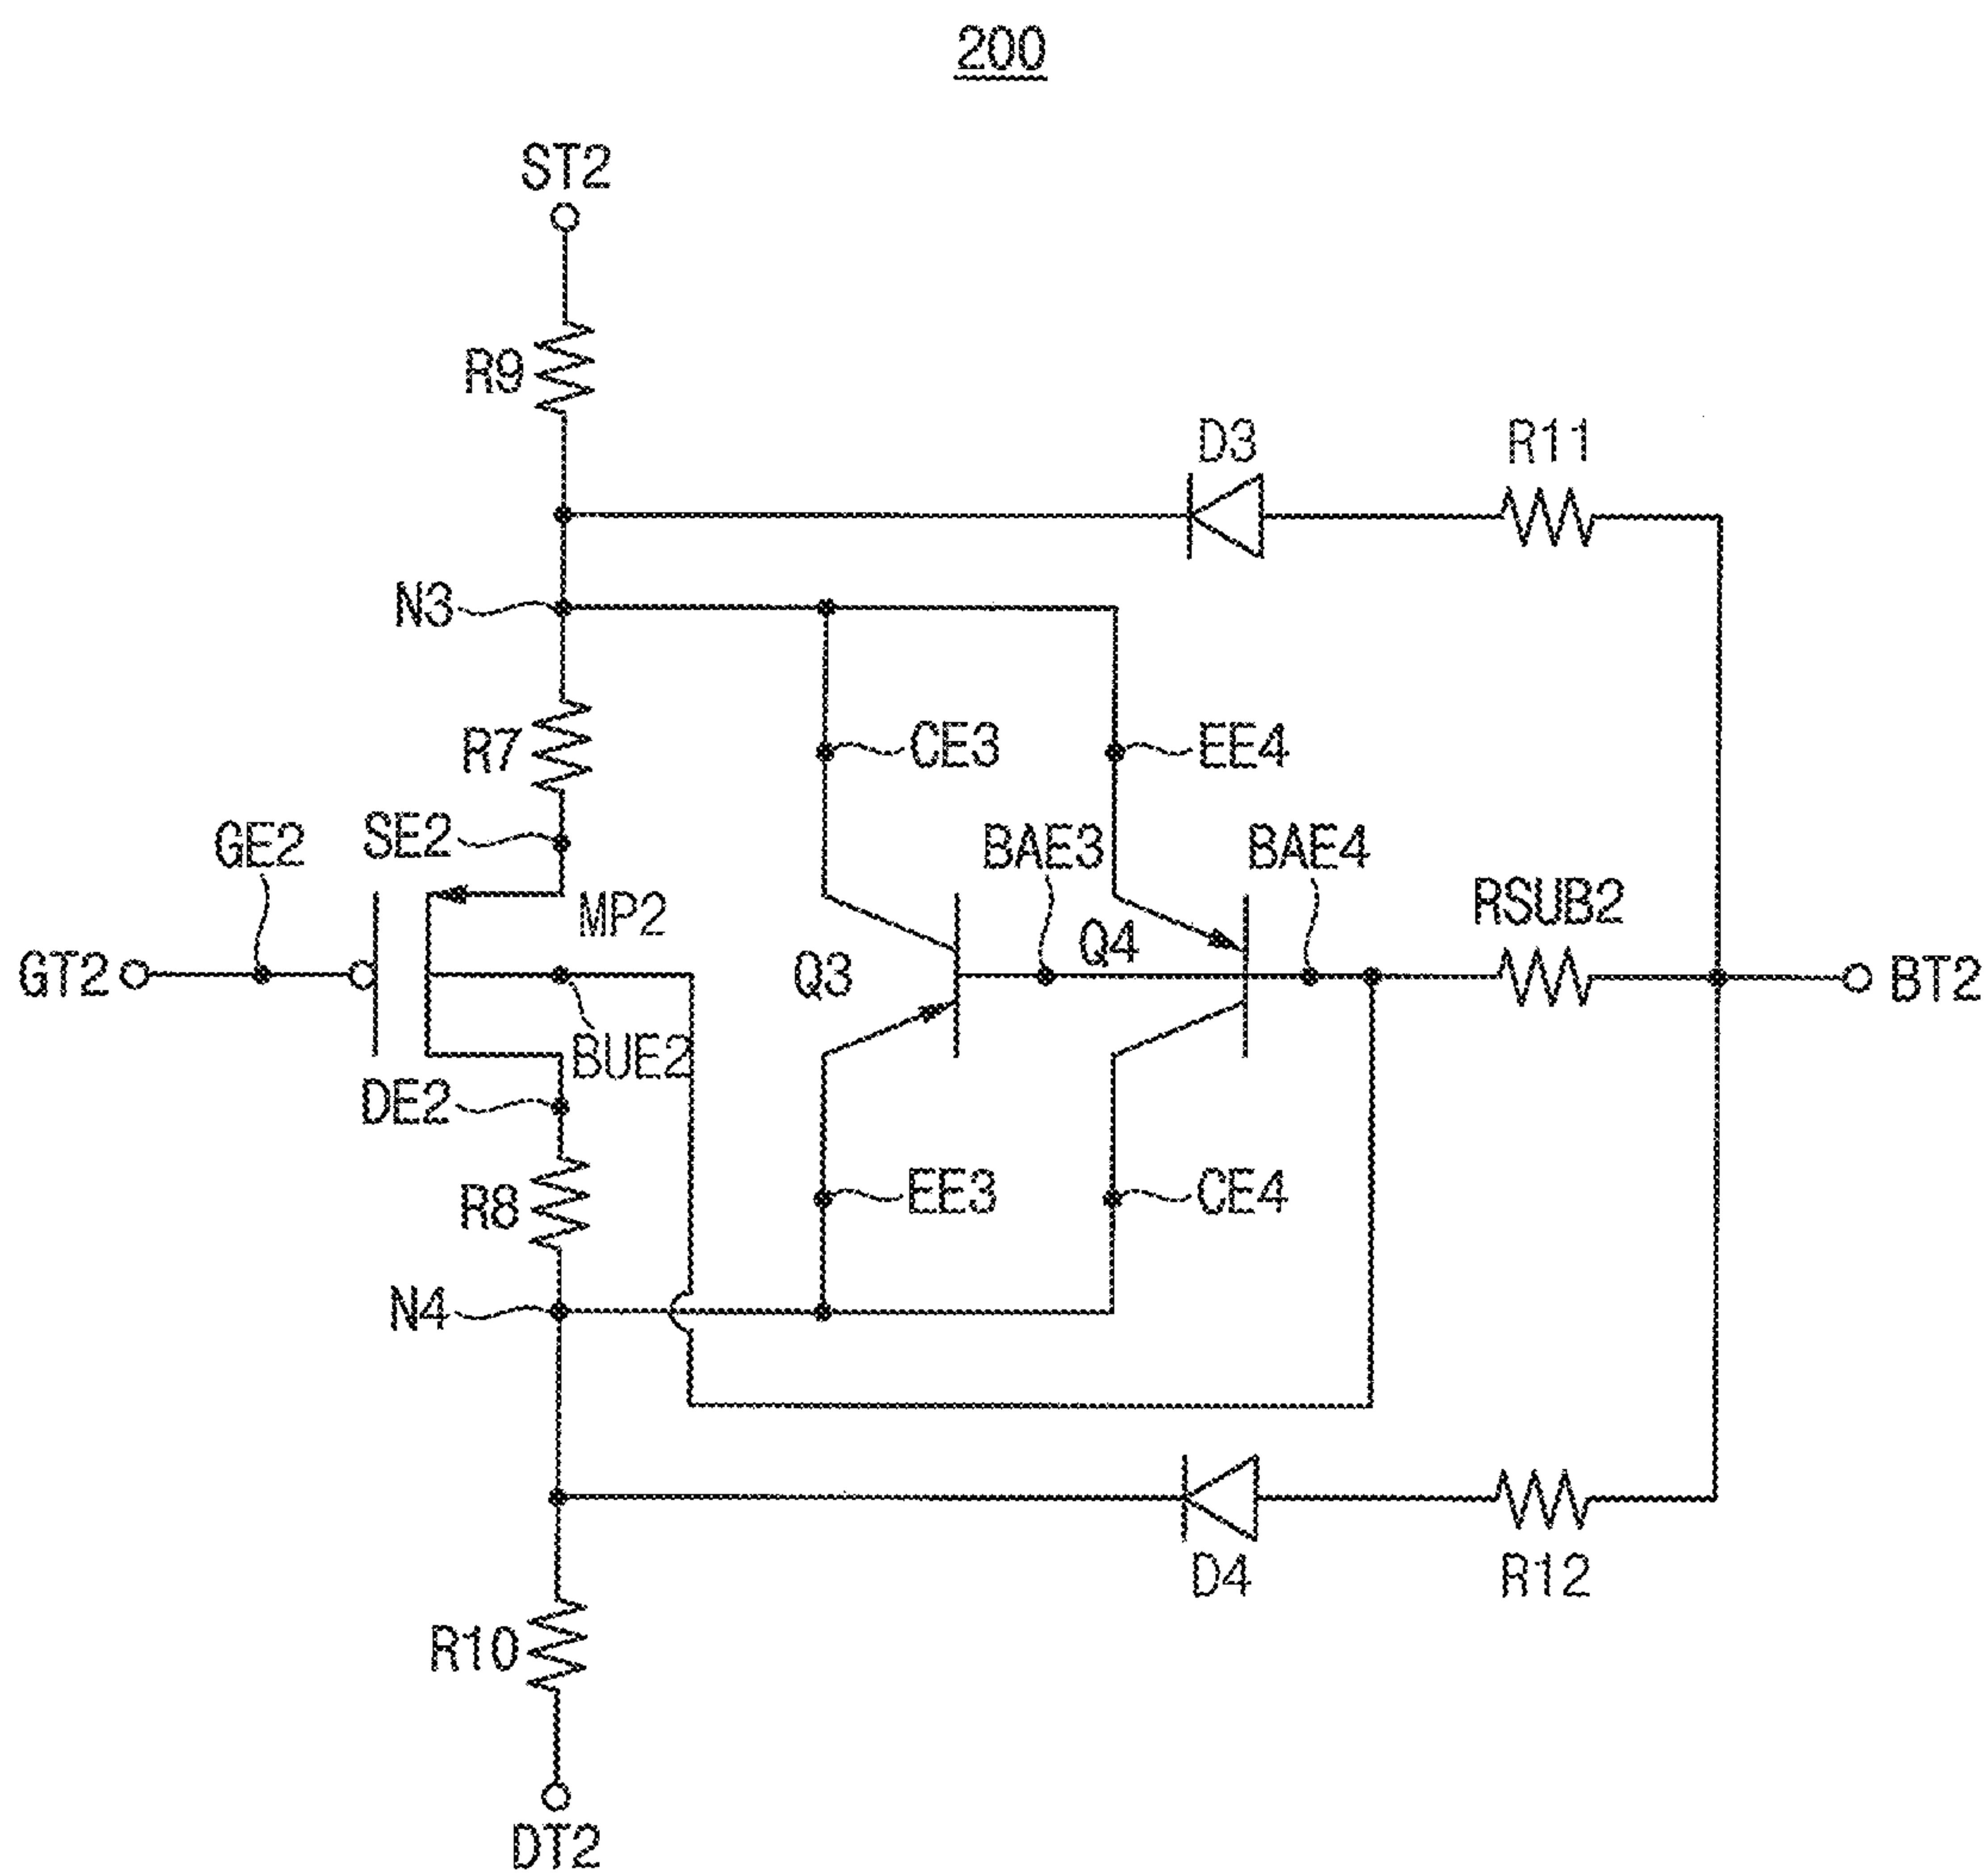 200
ST2
R9
D3
R11
N3
R7
CE3
EE4
GE2
SE2
BAE3
BAE4
MP2
RSUB2
GT2
Q3
Q4
BT2
BUE2
DE2
R8
EE3
CE4
N4
D4
R12
R10
DT2